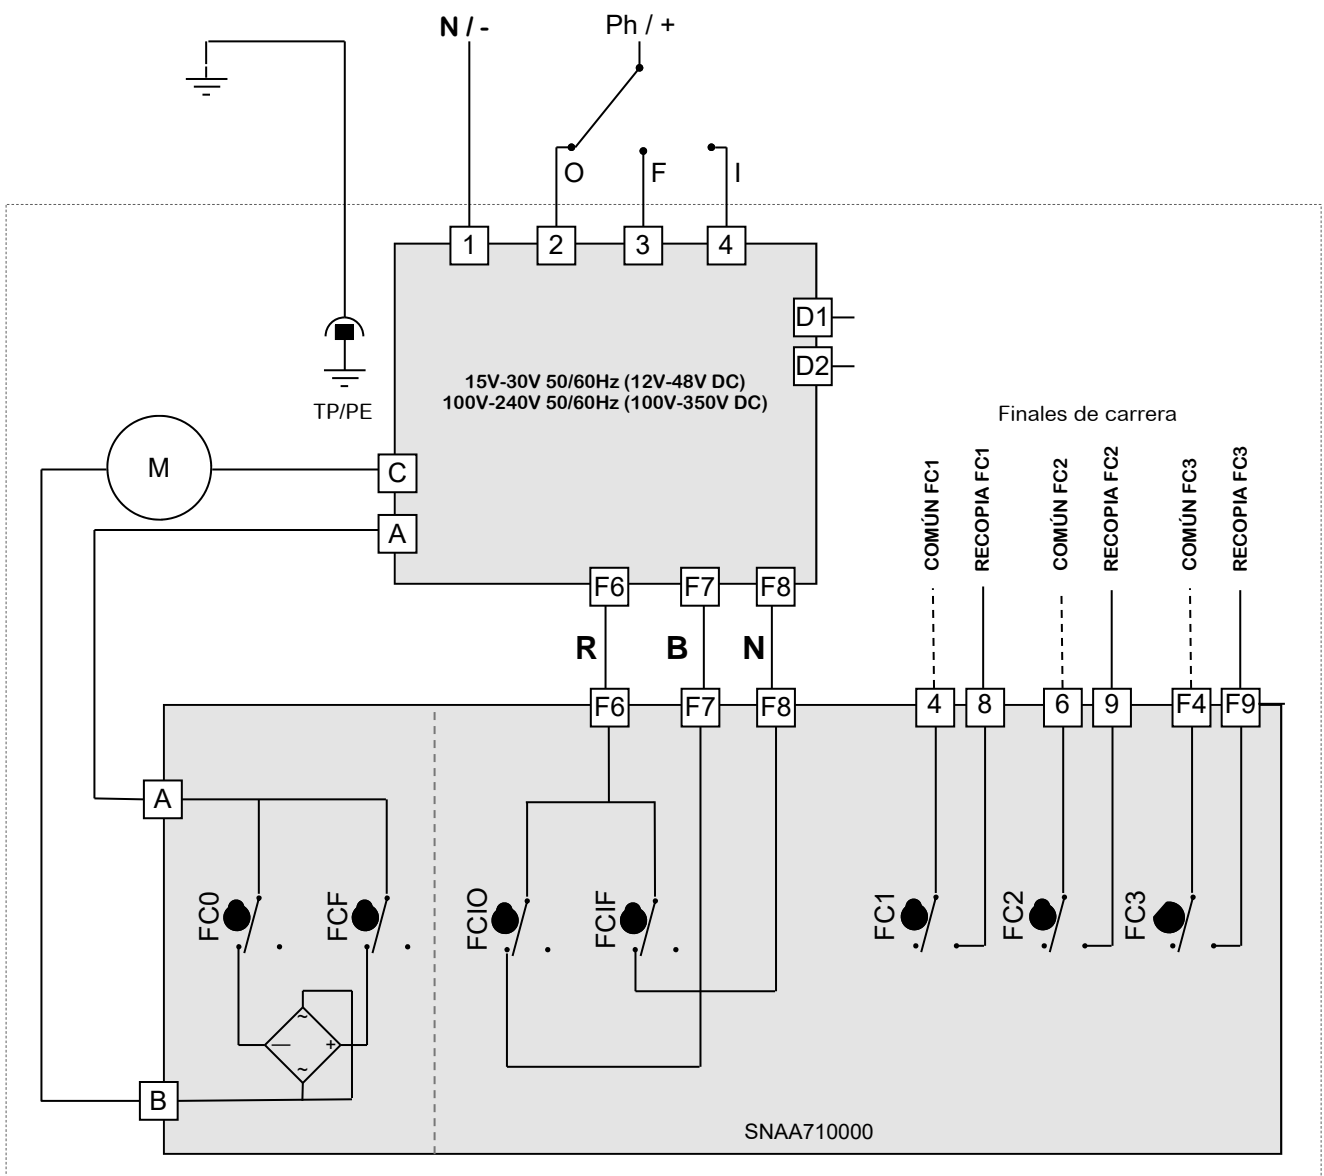 N / -
Ph / +
O
F
I
1
2
3
4
D1
D2
15V-30V 50/60Hz (12V-48V DC)
100V-240V 50/60Hz (100V-350V DC)
TP/PE
Finales de carrera
M
C
A
COMÚN FC1
RECOPIA FC1
COMÚN FC2
RECOPIA FC2
COMÚN FC3
RECOPIA FC3
F6
F7
F8
R
B
N
F6
F7
F8
4
8
6
9
F4
F9
A
FC0
FCF
FCIO
FCIF
FC1
FC2
FC3
~
—
+
~
B
SNAA710000